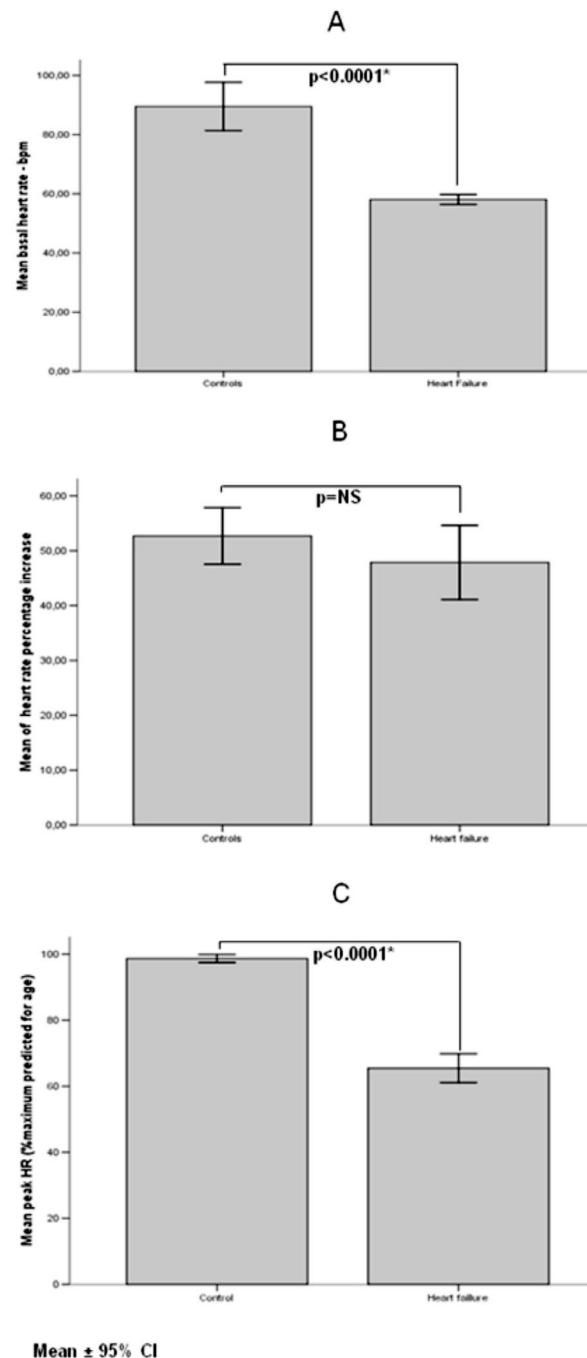 A
p<0.0001*
Mean basal heart rate - bpm
100,00
80,00
60,00
40,00
20,00
0,00
Controls
Heart Failure
B
p=NS
Mean of heart rate percentage increase
60,00
50,00
40,00
30,00
20,00
10,00
0,00
Controls
Heart failure
C
p<0.0001*
Mean peak HR (%maximum predicted for age)
100
80
60
40
20
0
Control
Heart failure
Mean ± 95% CI